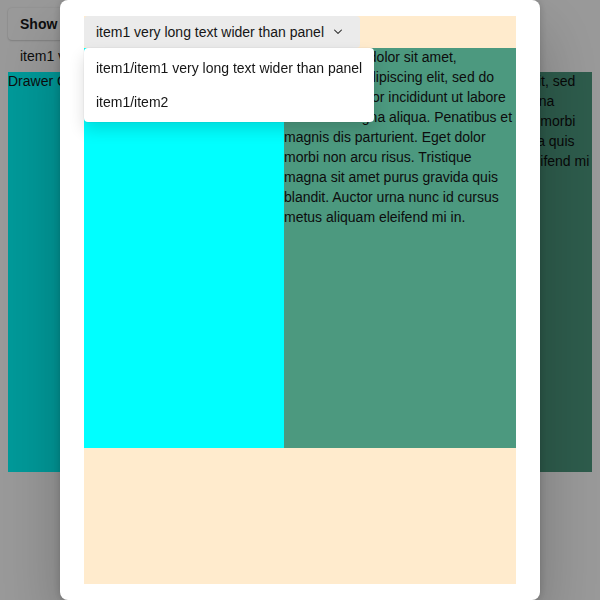 Show
item1
Drawer
item1 very long text wider than panel
item1/item1 very long text wider than panel
item1/item2
dolor sit amet,
dipiscing elit, sed do
or incididunt ut labore
na aliqua. Penatibus et
magnis dis parturient. Eget dolor
morbi non arcu risus. Tristique
magna sit amet purus gravida quis
blandit. Auctor urna nunc id cursus
metus aliquam eleifend mi in.
t, sed
na
morbi
a quis
ifend mi